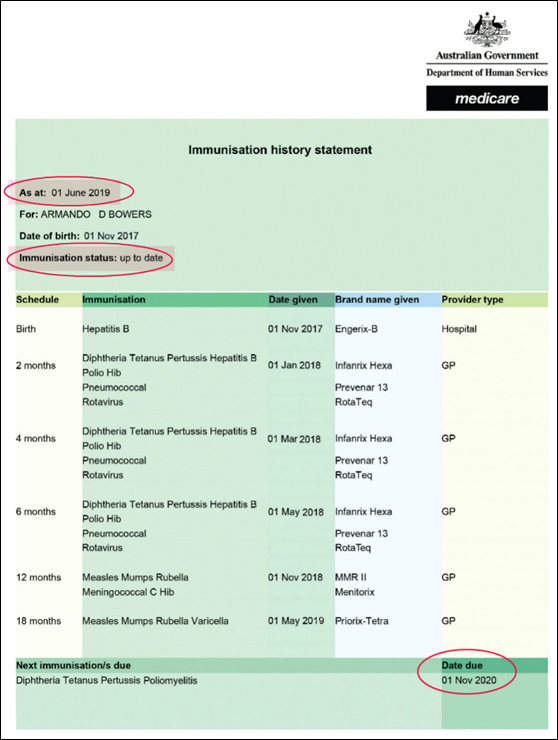 Australian Government
Department of Human Services
medicare
Immunisation history statement
As at: 01 June 2019
For: ARMANDO D BOWERS
Date of birth: 01 Nov 2017
Immunisation status: up to date
Schedule Immunisation Date given Brand name given Provider type
Birth Hepatitis B 01 Nov 2017 Engerix-B Hospital
2 months Diphtheria Tetanus Pertussis Hepatitis B 01 Jan 2018 Infanrix Hexa GP
Polio Hib
Pneumococcal Prevenar 13
Rotavirus RotaTeq
4 months Diphtheria Tetanus Pertussis Hepatitis B 01 Mar 2018 Infanrix Hexa GP
Polio Hib
Pneumococcal Prevenar 13
Rotavirus RotaTeq
6 months Diphtheria Tetanus Pertussis Hepatitis B 01 May 2018 Infanrix Hexa GP
Polio Hib
Pneumococcal Prevenar 13
Rotavirus RotaTeq
12 months Measles Mumps Rubella 01 Nov 2018 MMR II GP
Meningococcal C Hib Menitorix
18 months Measles Mumps Rubella Varicella 01 May 2019 Priorix-Tetra GP
Next immunisation/s due Date due
Diphtheria Tetanus Pertussis Poliomyelitis 01 Nov 2020